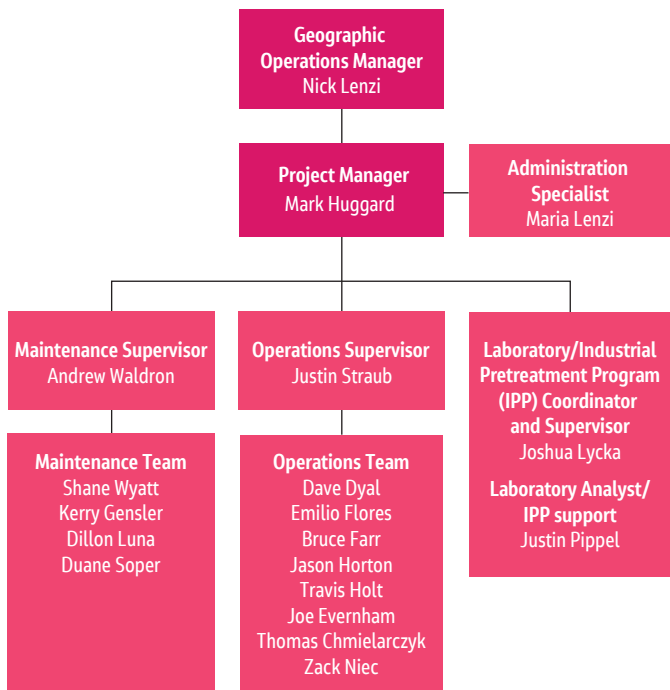 Geographic
Operations Manager
Nick Lenzi
Project Manager
Mark Huggard
Administration
Specialist
Maria Lenzi
Maintenance Supervisor
Andrew Waldron
Operations Supervisor
Justin Straub
Laboratory/Industrial
Pretreatment Program
(IPP) Coordinator
and Supervisor
Joshua Lycka
Laboratory Analyst/
IPP support
Justin Pippel
Maintenance Team
Shane Wyatt
Kerry Gensler
Dillon Luna
Duane Soper
Operations Team
Dave Dyal
Emilio Flores
Bruce Farr
Jason Horton
Travis Holt
Joe Evernham
Thomas Chmielarczyk
Zack Niec